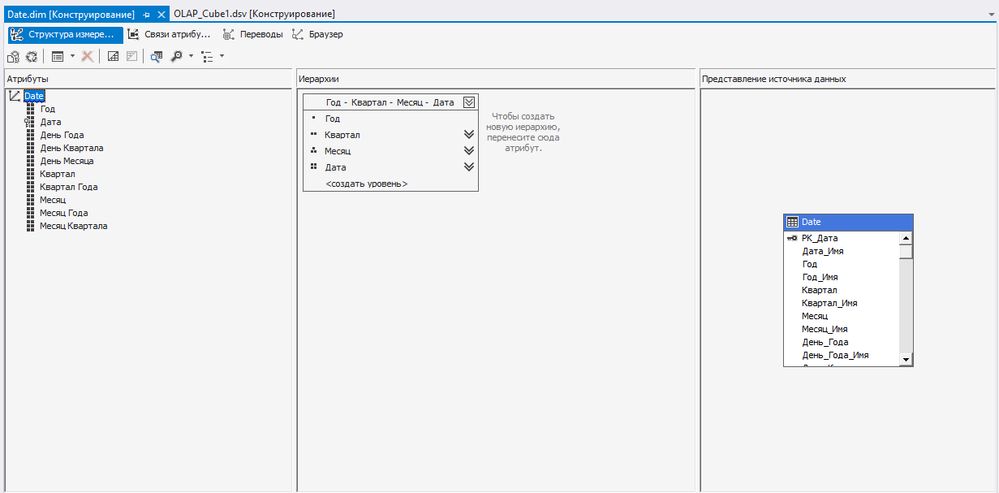 Date.dim [Конструирование]
OLAP_Cube1.dsv [Конструирование]
Структура измере...
Связи атрибу...
Переводы
Браузер
Атрибуты
Date
Год
Дата
День Года
День Квартала
День Месяца
Квартал
Квартал Года
Месяц
Месяц Года
Месяц Квартала
Иерархии
Год - Квартал - Месяц - Дата
Год
Квартал
Месяц
Дата
<создать уровень>
Чтобы создать
новую иерархию,
перенесите сюда
атрибут.
Представление источника данных
Date
PK_Дата
Дата_Имя
Год
Год_Имя
Квартал
Квартал_Имя
Месяц
Месяц_Имя
День_Года
День_Года_Имя